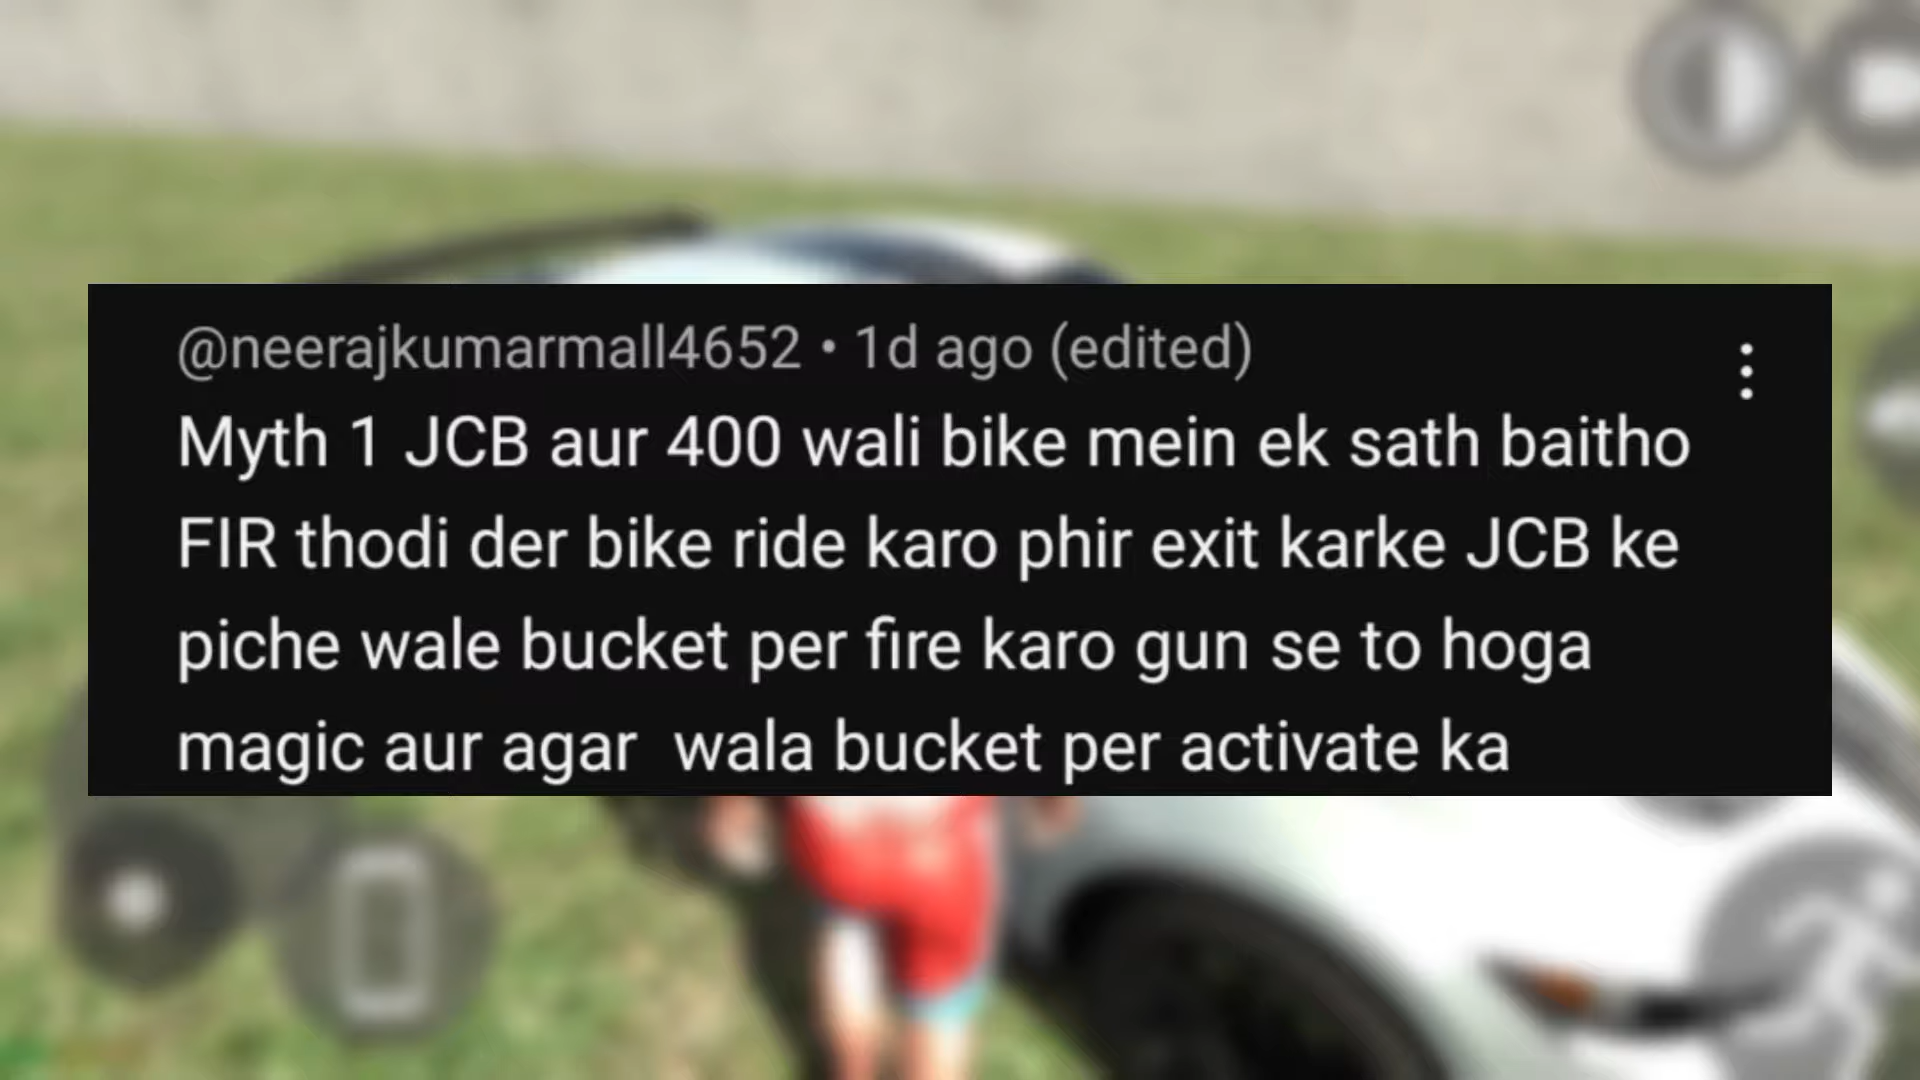 @neerajkumarmall4652 • 1d ago (edited)
Myth 1 JCB aur 400 wali bike mein ek sath baitho
FIR thodi der bike ride karo phir exit karke JCB ke
piche wale bucket per fire karo gun se to hoga
magic aur agar  wala bucket per activate ka